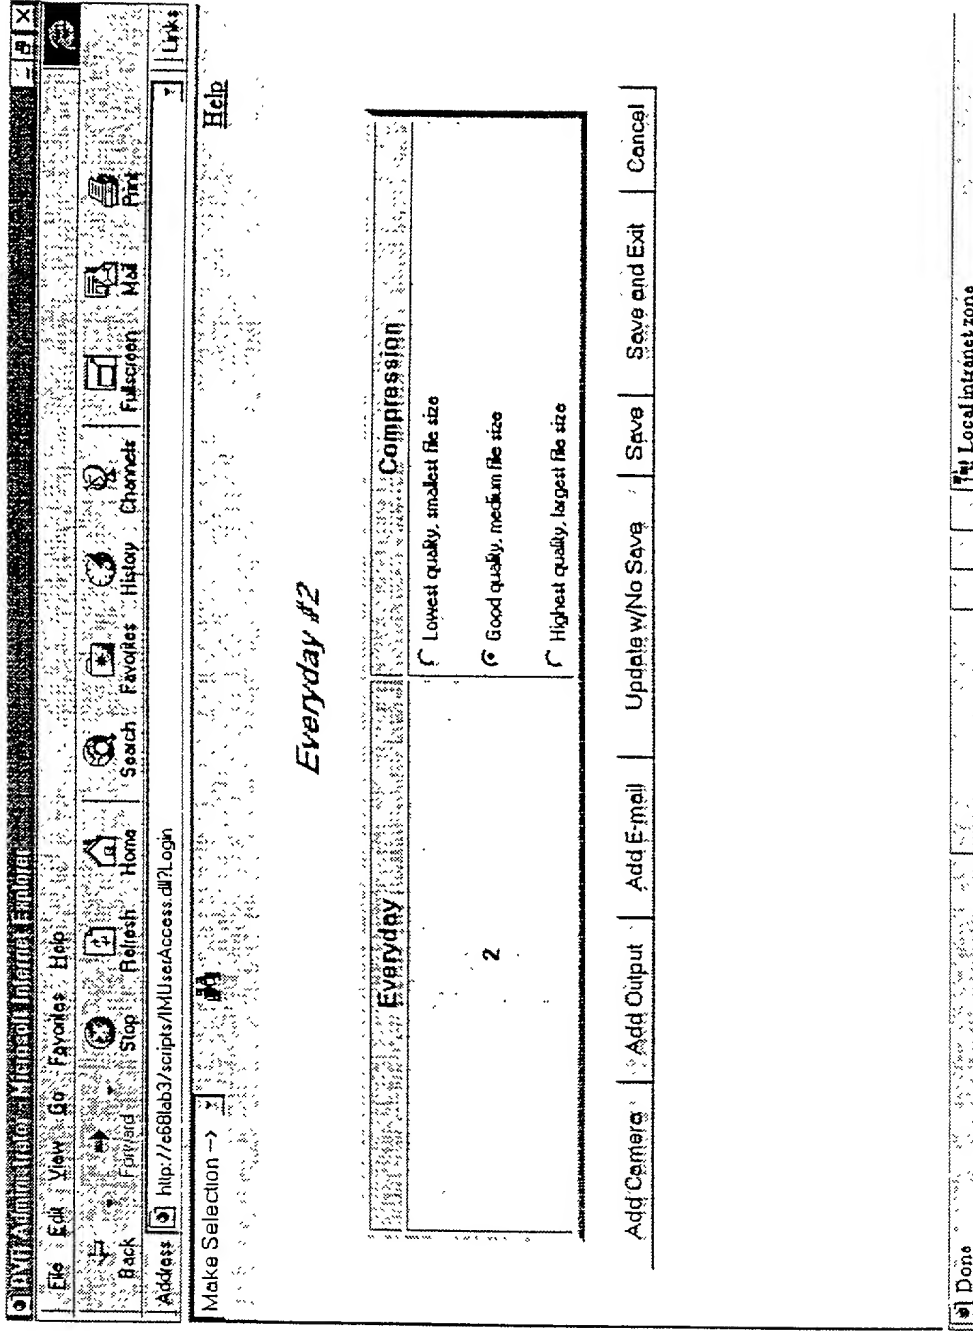 Administrator - Microsoft Internet Explorer
File Edit View Go Favorites Help
Back Forward Stop Refresh Home Search Favorites History Channels Fullscreen Mail Print
Address http://e68lab3/scripts/IMUserAccess.dll?Login Links
Make Selection --> Help
Everyday #2
Everyday Compression
Lowest quality, smallest file size
2 Good quality, medium file size
Highest quality, largest file size
Add Camera Add Output Add E-mail Update w/No Save Save Save and Exit Cancel
Done Local intranet zone